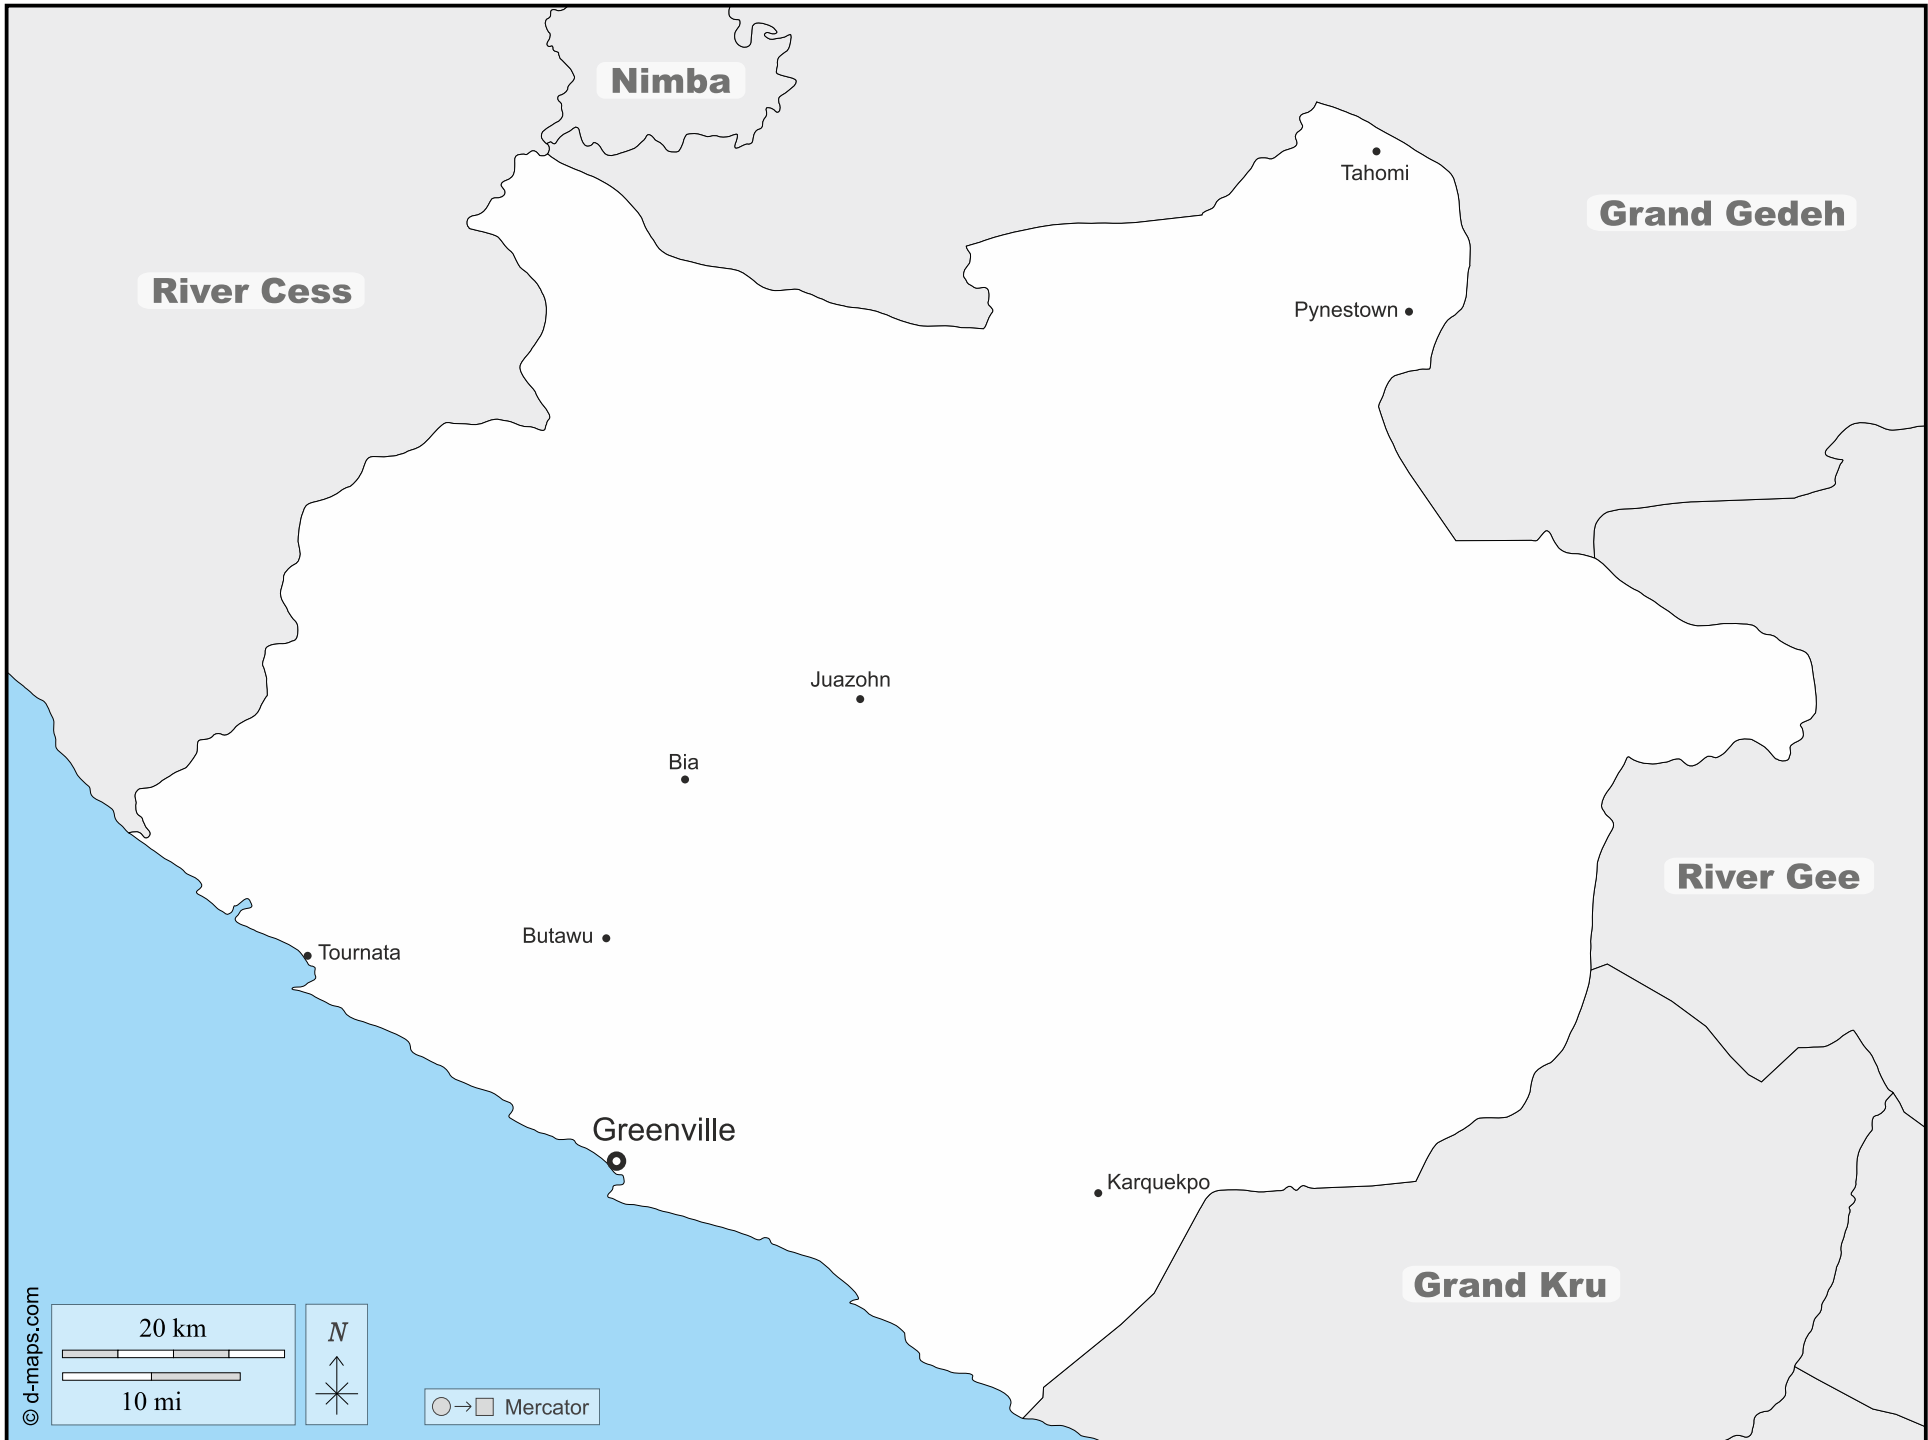 Nimba
Tahomi
Grand Gedeh
River Cess
Pynestown
Juazohn
Bia
River Gee
Butawu
Tournata
Greenville
Karquekpo
Grand Kru
© d-maps.com
20 km
10 mi
N
Mercator